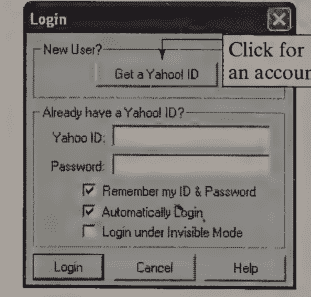 Login
New User?
Click for
Get a Yahoo! ID
an accoun
Already have a Yahoo! ID?
Yahoo ID:
Password:
Remember my ID & Password
Automatically Login
Login under Invisible Mode
Login Cancel Help